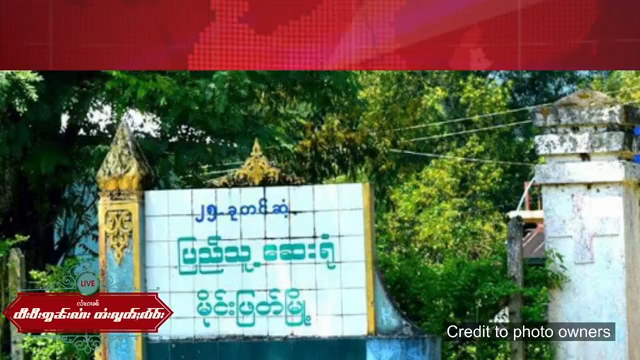 ၂၅-ခုတင်ဆံ့
ပြည်သူ့ဆေးရုံ
မိုင်းဖြတ်မြို့
LIVE
Credit to photo owners